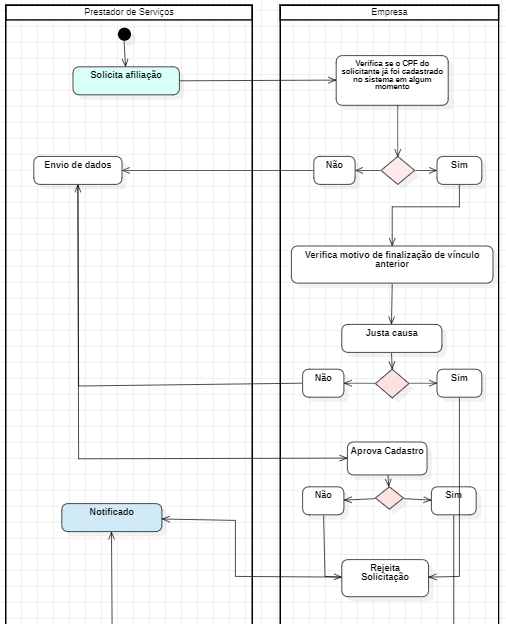 Prestador de Serviços
Empresa
Solicita afiliação
Verifica se o CPF do
solicitante já foi cadastrado
no sistema em algum
momento
Envio de dados
Não
Sim
Verifica motivo de finalização de vínculo
anterior
Justa causa
Não
Sim
Aprova Cadastro
Não
Sim
Notificado
Rejeita
Solicitação